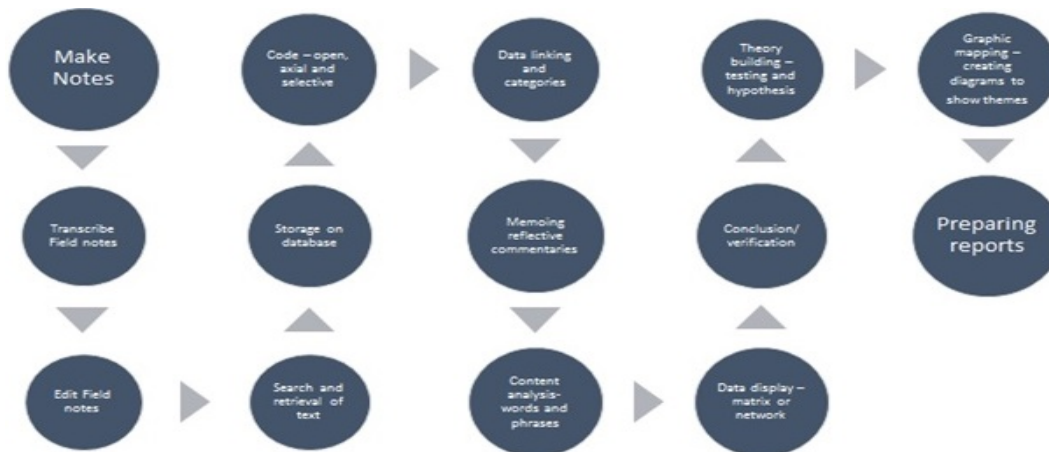 Make
Notes
Transcribe
Field notes
Edit Field
notes
Search and
retrieval of
text
Storage on
database
Code – open,
axial and
selective
Data linking
and
categories
Memoing
reflective
commentaries
Content
analysis-
words and
phrases
Data display –
matrix or
network
Conclusion/
verification
Theory
building –
testing and
hypothesis
Graphic
mapping –
creating
diagrams to
show themes
Preparing
reports